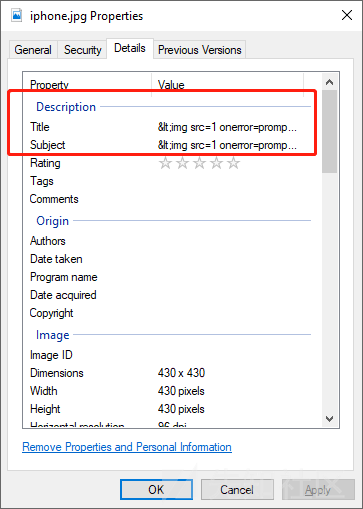 iphone.jpg Properties
General Security Details Previous Versions
Property Value
Description
Title &lt;img src=1 onerror=promp...
Subject &lt;img src=1 onerror=promp...
Rating
Tags
Comments
Origin
Authors
Date taken
Program name
Date acquired
Copyright
Image
Image ID
Dimensions 430 x 430
Width 430 pixels
Height 430 pixels
Horizontal resolution 96 dpi
Remove Properties and Personal Information
OK Cancel Apply